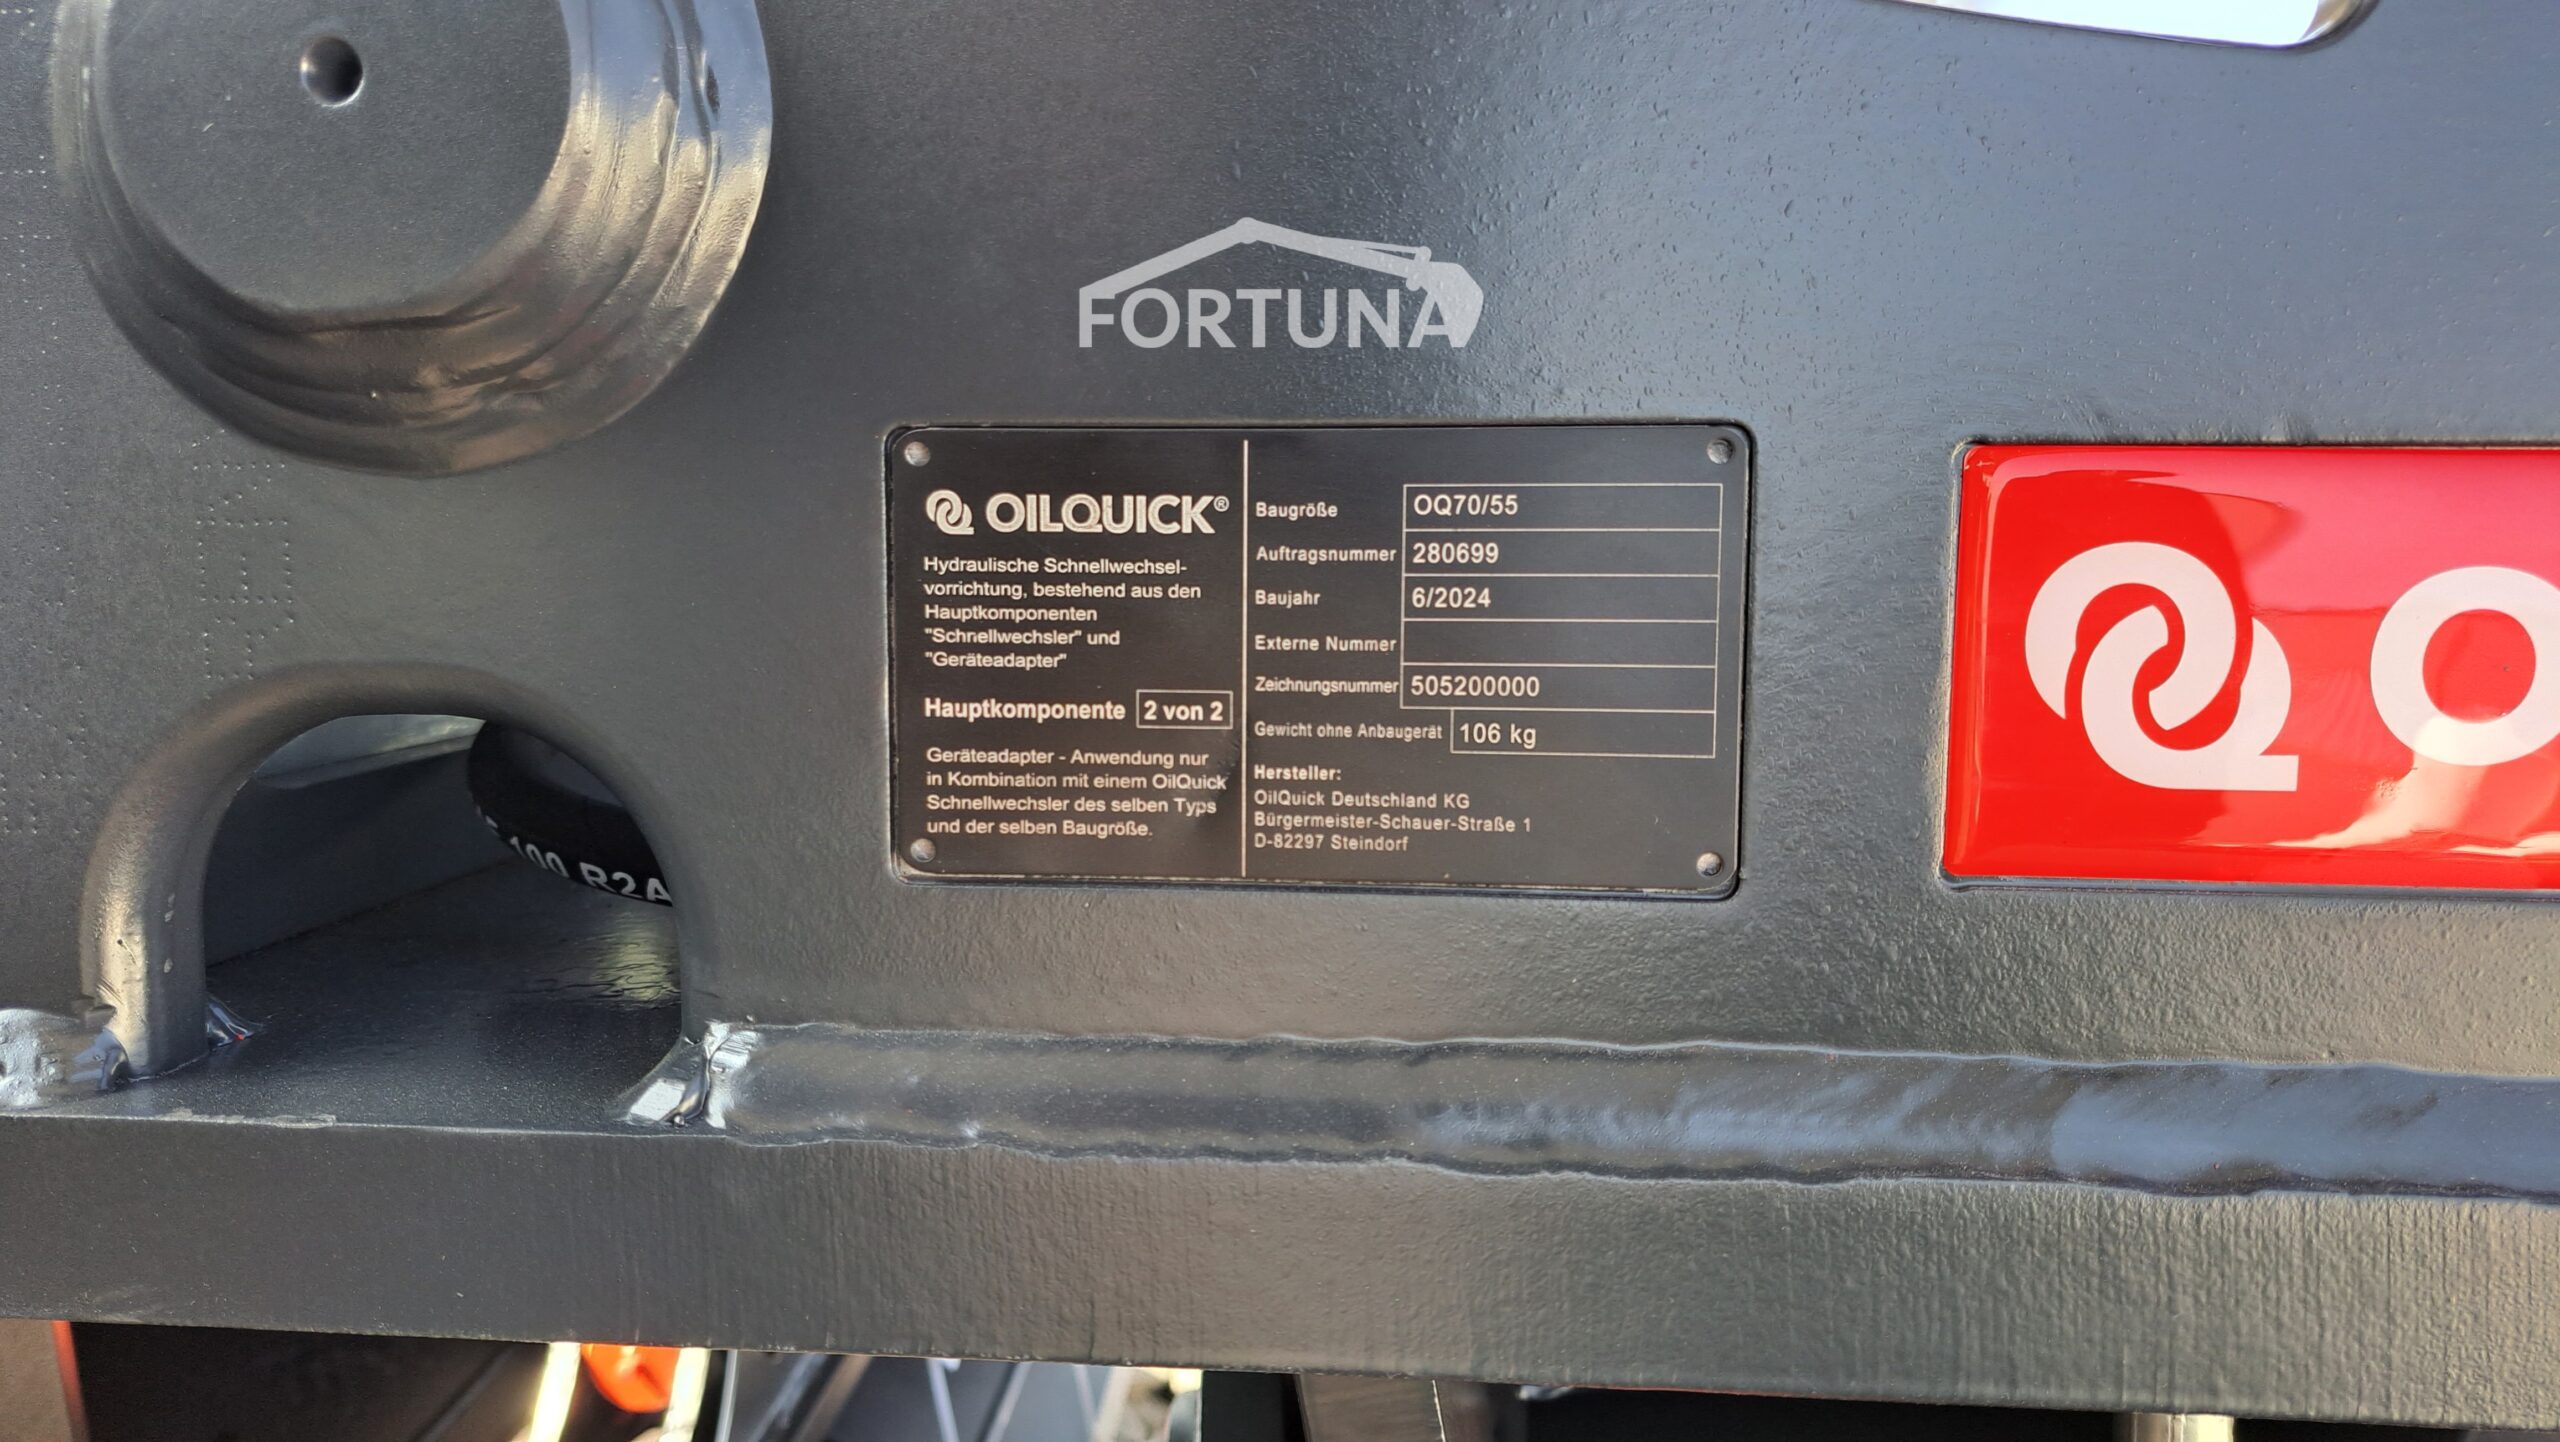 FORTUNA
OILQUICK®
Hydraulische Schnellwechsel-
vorrichtung, bestehend aus den
Hauptkomponenten
"Schnellwechsler" und
"Geräteadapter"
Hauptkomponente 2 von 2
Geräteadapter - Anwendung nur
in Kombination mit einem OilQuick
Schnellwechsler des selben Typs
und der selben Baugröße.
Baugröße OQ70/55
Auftragsnummer 280699
Baujahr 6/2024
Externe Nummer
Zeichnungsnummer 505200000
Gewicht ohne Anbaugerät 106 kg
Hersteller:
OilQuick Deutschland KG
Bürgermeister-Schauer-Straße 1
D-82297 Steindorf
O
100 R2A